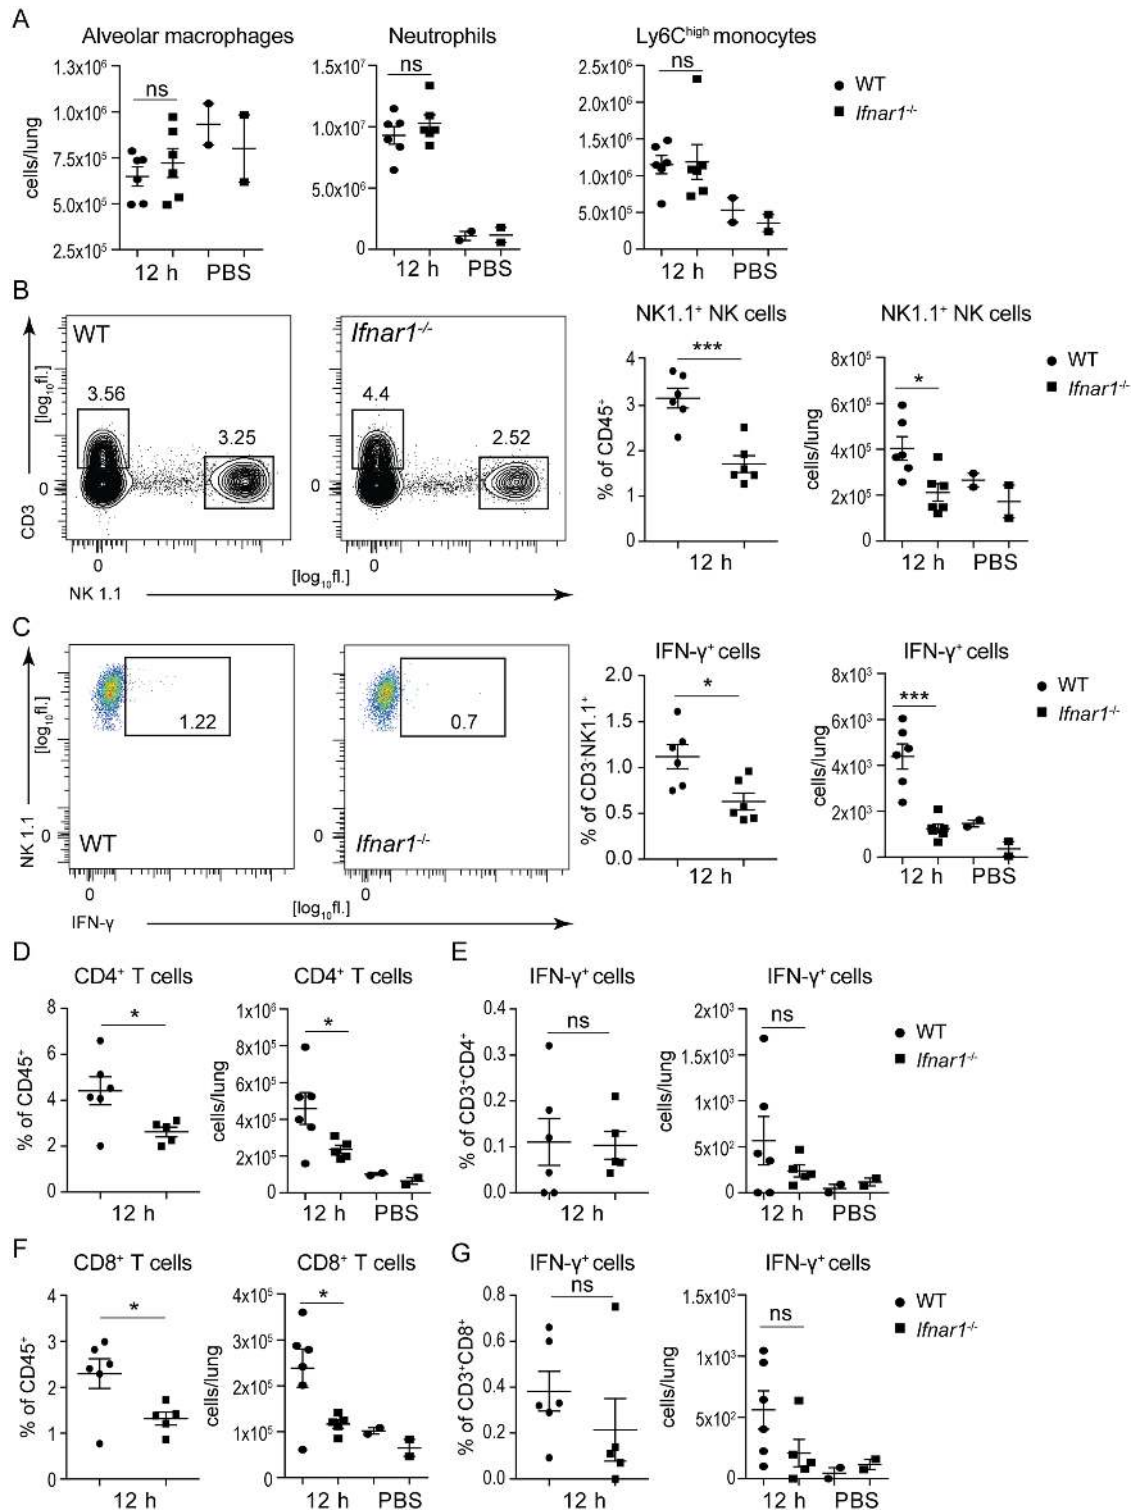 A
Alveolar macrophages
Neutrophils
Ly6Chigh monocytes
1.3x10⁶
1.0x10⁶
7.5x10⁵
5.0x10⁵
2.5x10⁵
cells/lung
ns
12 h
PBS
1.5x10⁷
1.0x10⁷
5.0x10⁶
0
ns
12 h
PBS
2.5x10⁶
2.0x10⁶
1.5x10⁶
1.0x10⁶
5.0x10⁵
0
ns
12 h
PBS
WT
Ifnar1⁻/⁻
B
WT
3.56
3.25
Ifnar1⁻/⁻
4.4
2.52
[log₁₀fl.]
CD3
0
0
0
0
[log₁₀fl.]
NK 1.1
NK1.1⁺ NK cells
% of CD45⁺
4
3
2
1
0
***
12 h
NK1.1⁺ NK cells
cells/lung
8x10⁵
6x10⁵
4x10⁵
2x10⁵
0
*
12 h
PBS
WT
Ifnar1⁻/⁻
C
1.22
WT
0.7
Ifnar1⁻/⁻
[log₁₀fl.]
NK 1.1
0
0
0
0
[log₁₀fl.]
IFN-γ
IFN-γ⁺ cells
% of CD3⁻NK1.1⁺
2.0
1.5
1.0
0.5
0.0
*
12 h
IFN-γ⁺ cells
cells/lung
8x10³
6x10³
4x10³
2x10³
0
***
12 h
PBS
WT
Ifnar1⁻/⁻
D
CD4⁺ T cells
% of CD45⁺
8
6
4
2
0
*
12 h
CD4⁺ T cells
cells/lung
1x10⁶
8x10⁵
6x10⁵
4x10⁵
2x10⁵
0
*
12 h
PBS
E
IFN-γ⁺ cells
% of CD3⁺CD4⁺
0.4
0.3
0.2
0.1
0.0
ns
12 h
IFN-γ⁺ cells
cells/lung
2x10³
1.5x10³
1x10³
5x10²
0
ns
12 h
PBS
WT
Ifnar1⁻/⁻
F
CD8⁺ T cells
% of CD45⁺
4
3
2
1
0
*
12 h
CD8⁺ T cells
cells/lung
4x10⁵
3x10⁵
2x10⁵
1x10⁵
0
*
12 h
PBS
G
IFN-γ⁺ cells
% of CD3⁺CD8⁺
0.8
0.6
0.4
0.2
0.0
ns
12 h
IFN-γ⁺ cells
cells/lung
1.5x10³
1x10³
5x10²
0
ns
12 h
PBS
WT
Ifnar1⁻/⁻